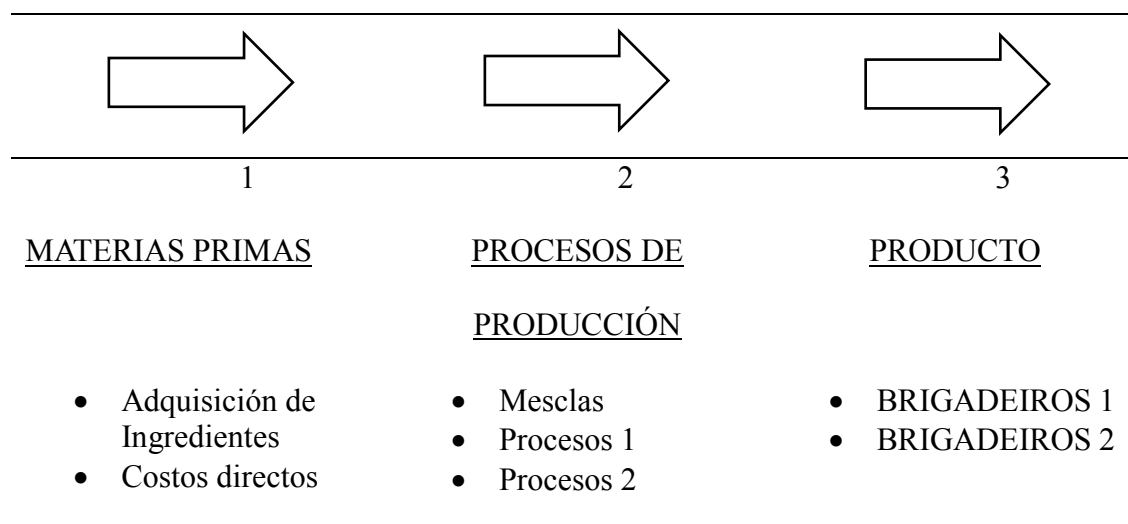 1
2
3
MATERIAS PRIMAS
PROCESOS DE
PRODUCCIÓN
PRODUCTO
• Adquisición de
Ingredientes
• Costos directos
• Mesclas
• Procesos 1
• Procesos 2
• BRIGADEIROS 1
• BRIGADEIROS 2